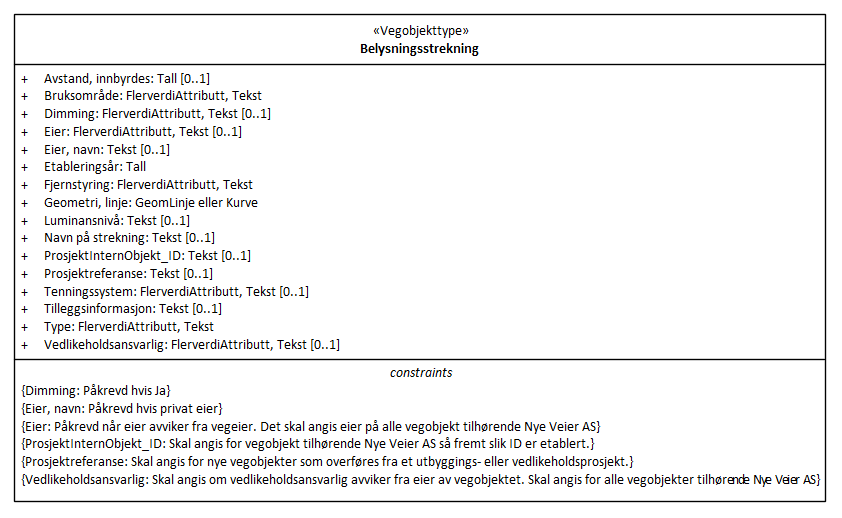 «Vegobjekttype»
Belysningsstrekning
+ Avstand, innbyrdes: Tall [0..1]
+ Bruksområde: FlerverdiAttributt, Tekst
+ Dimming: FlerverdiAttributt, Tekst [0..1]
+ Eier: FlerverdiAttributt, Tekst [0..1]
+ Eier, navn: Tekst [0..1]
+ Etableringsår: Tall
+ Fjernstyring: FlerverdiAttributt, Tekst
+ Geometri, linje: GeomLinje eller Kurve
+ Luminansnivå: Tekst [0..1]
+ Navn på strekning: Tekst [0..1]
+ ProsjektInternObjekt_ID: Tekst [0..1]
+ Prosjektreferanse: Tekst [0..1]
+ Tenningssystem: FlerverdiAttributt, Tekst [0..1]
+ Tilleggsinformasjon: Tekst [0..1]
+ Type: FlerverdiAttributt, Tekst
+ Vedlikeholdsansvarlig: FlerverdiAttributt, Tekst [0..1]
constraints
{Dimming: Påkrevd hvis Ja}
{Eier, navn: Påkrevd hvis privat eier}
{Eier: Påkrevd når eier avviker fra vegeier. Det skal angis eier på alle vegobjekt tilhørende Nye Veier AS}
{ProsjektInternObjekt_ID: Skal angis for vegobjekt tilhørende Nye Veier AS så fremt slik ID er etablert.}
{Prosjektreferanse: Skal angis for nye vegobjekter som overføres fra et utbyggings- eller vedlikeholdsprosjekt.}
{Vedlikeholdsansvarlig: Skal angis om vedlikeholdsansvarlig avviker fra eier av vegobjektet. Skal angis for alle vegobjekter tilhørende Nye Veier AS}